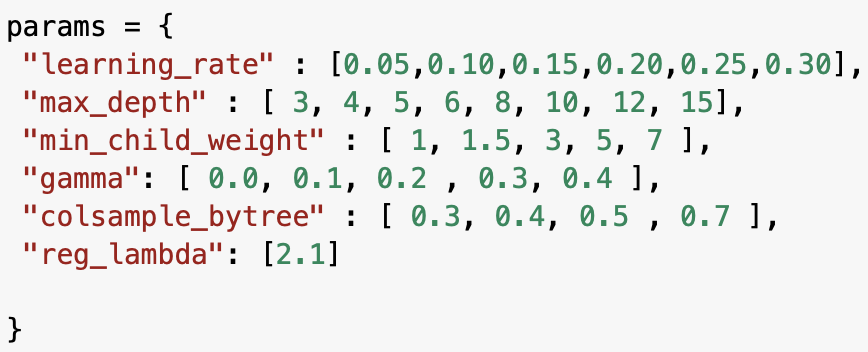 params = {
 "learning_rate" : [0.05,0.10,0.15,0.20,0.25,0.30],
 "max_depth" : [ 3, 4, 5, 6, 8, 10, 12, 15],
 "min_child_weight" : [ 1, 1.5, 3, 5, 7 ],
 "gamma": [ 0.0, 0.1, 0.2 , 0.3, 0.4 ],
 "colsample_bytree" : [ 0.3, 0.4, 0.5 , 0.7 ],
 "reg_lambda": [2.1]
}